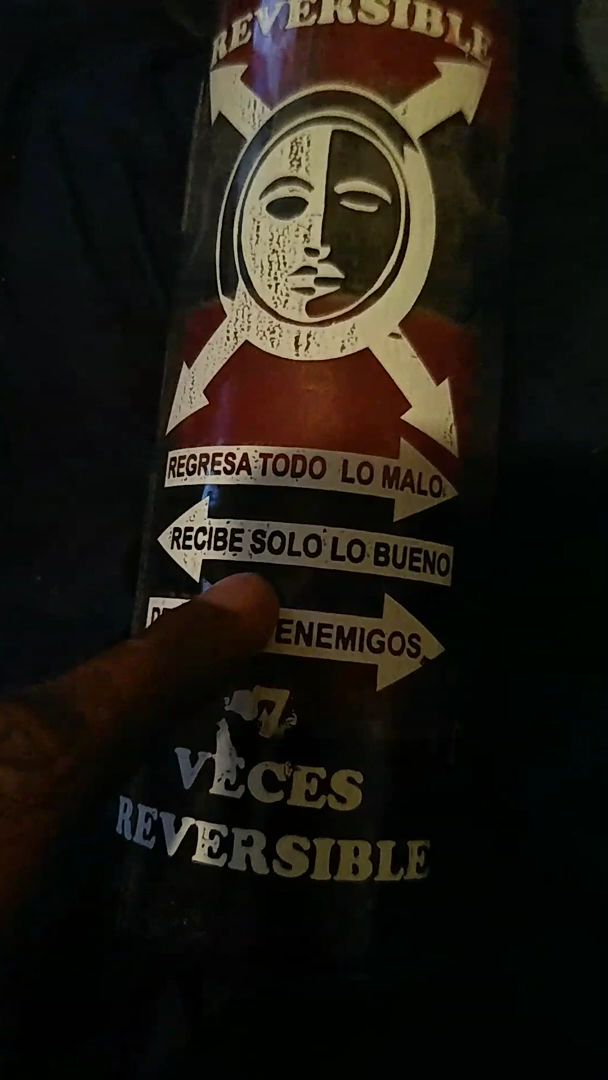 REVERSIBLE
REGRESA TODO LO MALO
RECIBE SOLO LO BUENO
ENEMIGOS
7
VECES
REVERSIBLE